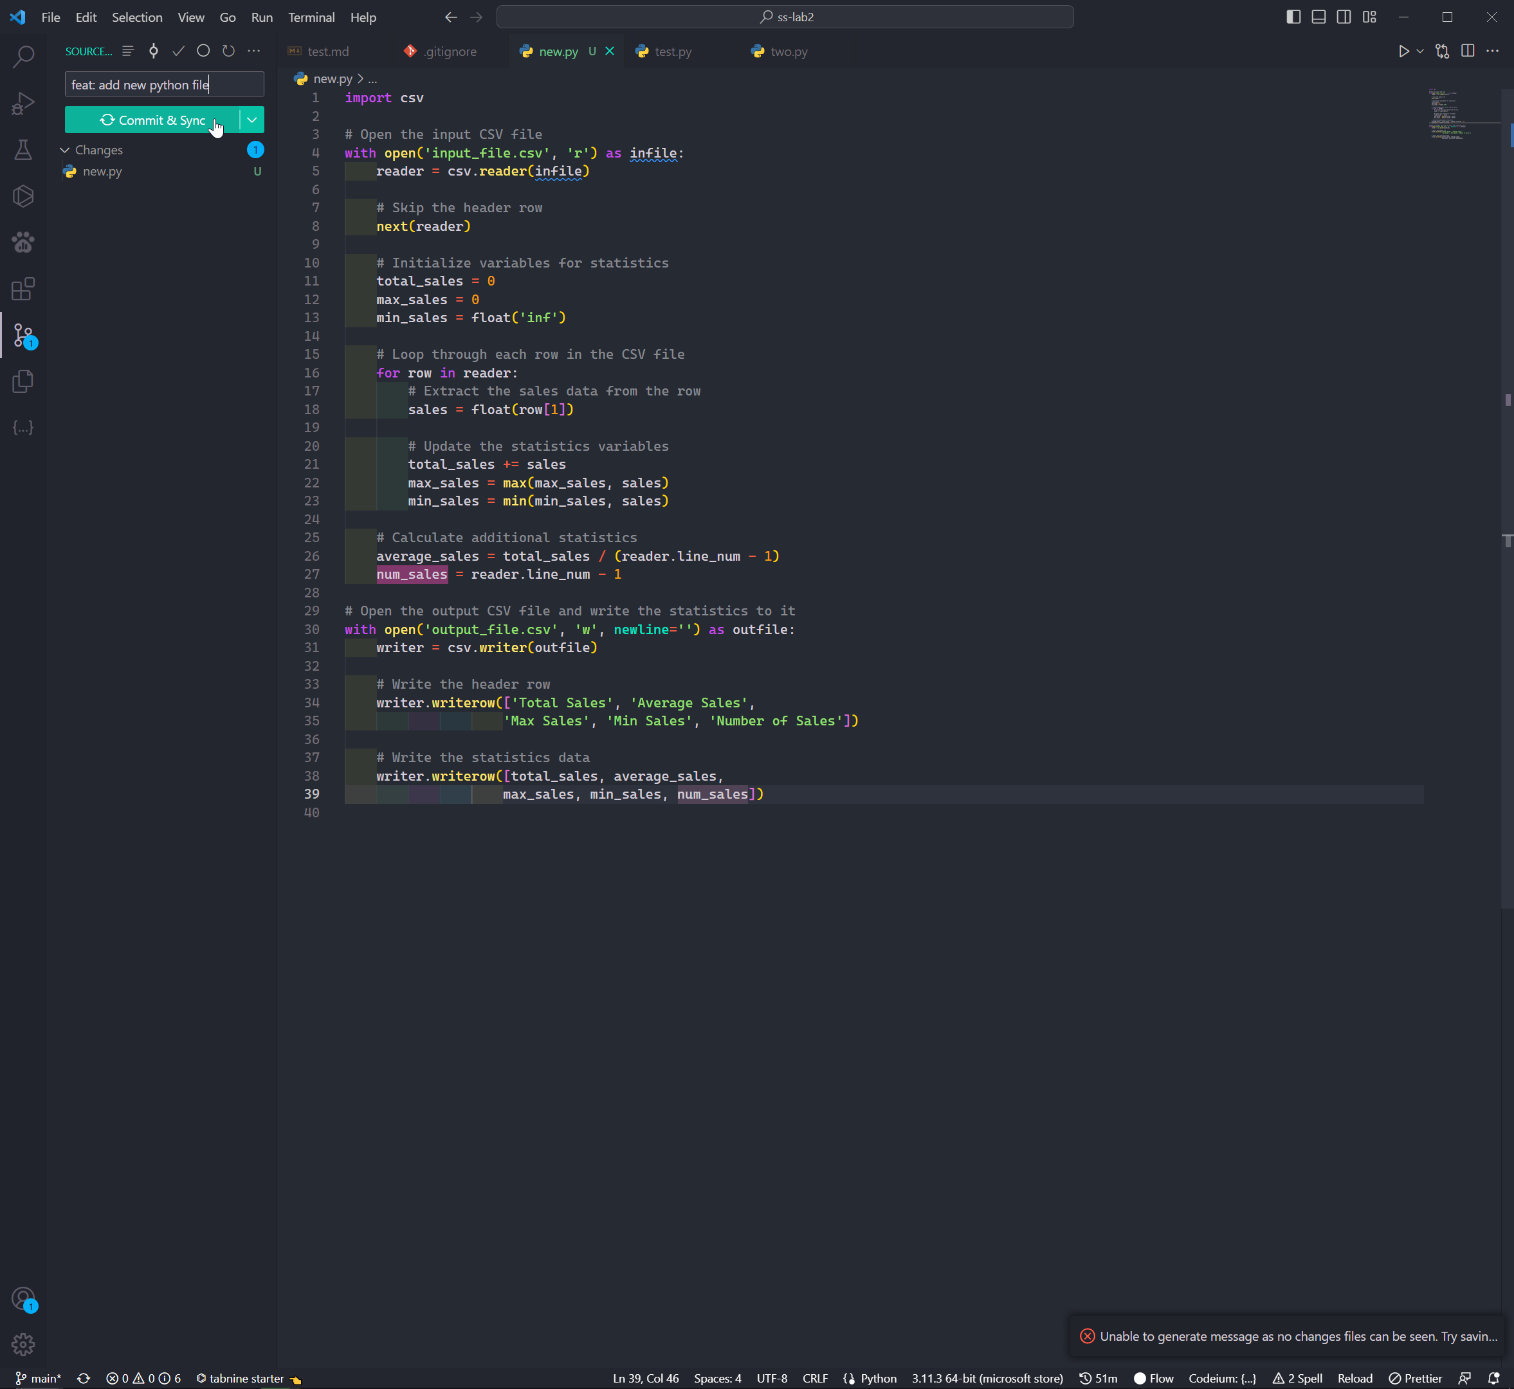 File Edit Selection View Go Run Terminal Help
ss-lab2
SOURCE...
test.md
.gitignore
new.py U
test.py
two.py
feat: add new python file
Commit & Sync
Changes 1
new.py U
new.py > ...
1 import csv
2
3 # Open the input CSV file
4 with open('input_file.csv', 'r') as infile:
5 reader = csv.reader(infile)
6
7 # Skip the header row
8 next(reader)
9
10 # Initialize variables for statistics
11 total_sales = 0
12 max_sales = 0
13 min_sales = float('inf')
14
15 # Loop through each row in the CSV file
16 for row in reader:
17 # Extract the sales data from the row
18 sales = float(row[1])
19
20 # Update the statistics variables
21 total_sales += sales
22 max_sales = max(max_sales, sales)
23 min_sales = min(min_sales, sales)
24
25 # Calculate additional statistics
26 average_sales = total_sales / (reader.line_num - 1)
27 num_sales = reader.line_num - 1
28
29 # Open the output CSV file and write the statistics to it
30 with open('output_file.csv', 'w', newline='') as outfile:
31 writer = csv.writer(outfile)
32
33 # Write the header row
34 writer.writerow(['Total Sales', 'Average Sales',
35 'Max Sales', 'Min Sales', 'Number of Sales'])
36
37 # Write the statistics data
38 writer.writerow([total_sales, average_sales,
39 max_sales, min_sales, num_sales])
40
1
{...}
1
Unable to generate message as no changes files can be seen. Try savin...
main* 0 0 6 tabnine starter Ln 39, Col 46 Spaces: 4 UTF-8 CRLF Python 3.11.3 64-bit (microsoft store) 51m Flow Codeium: {...} 2 Spell Reload Prettier